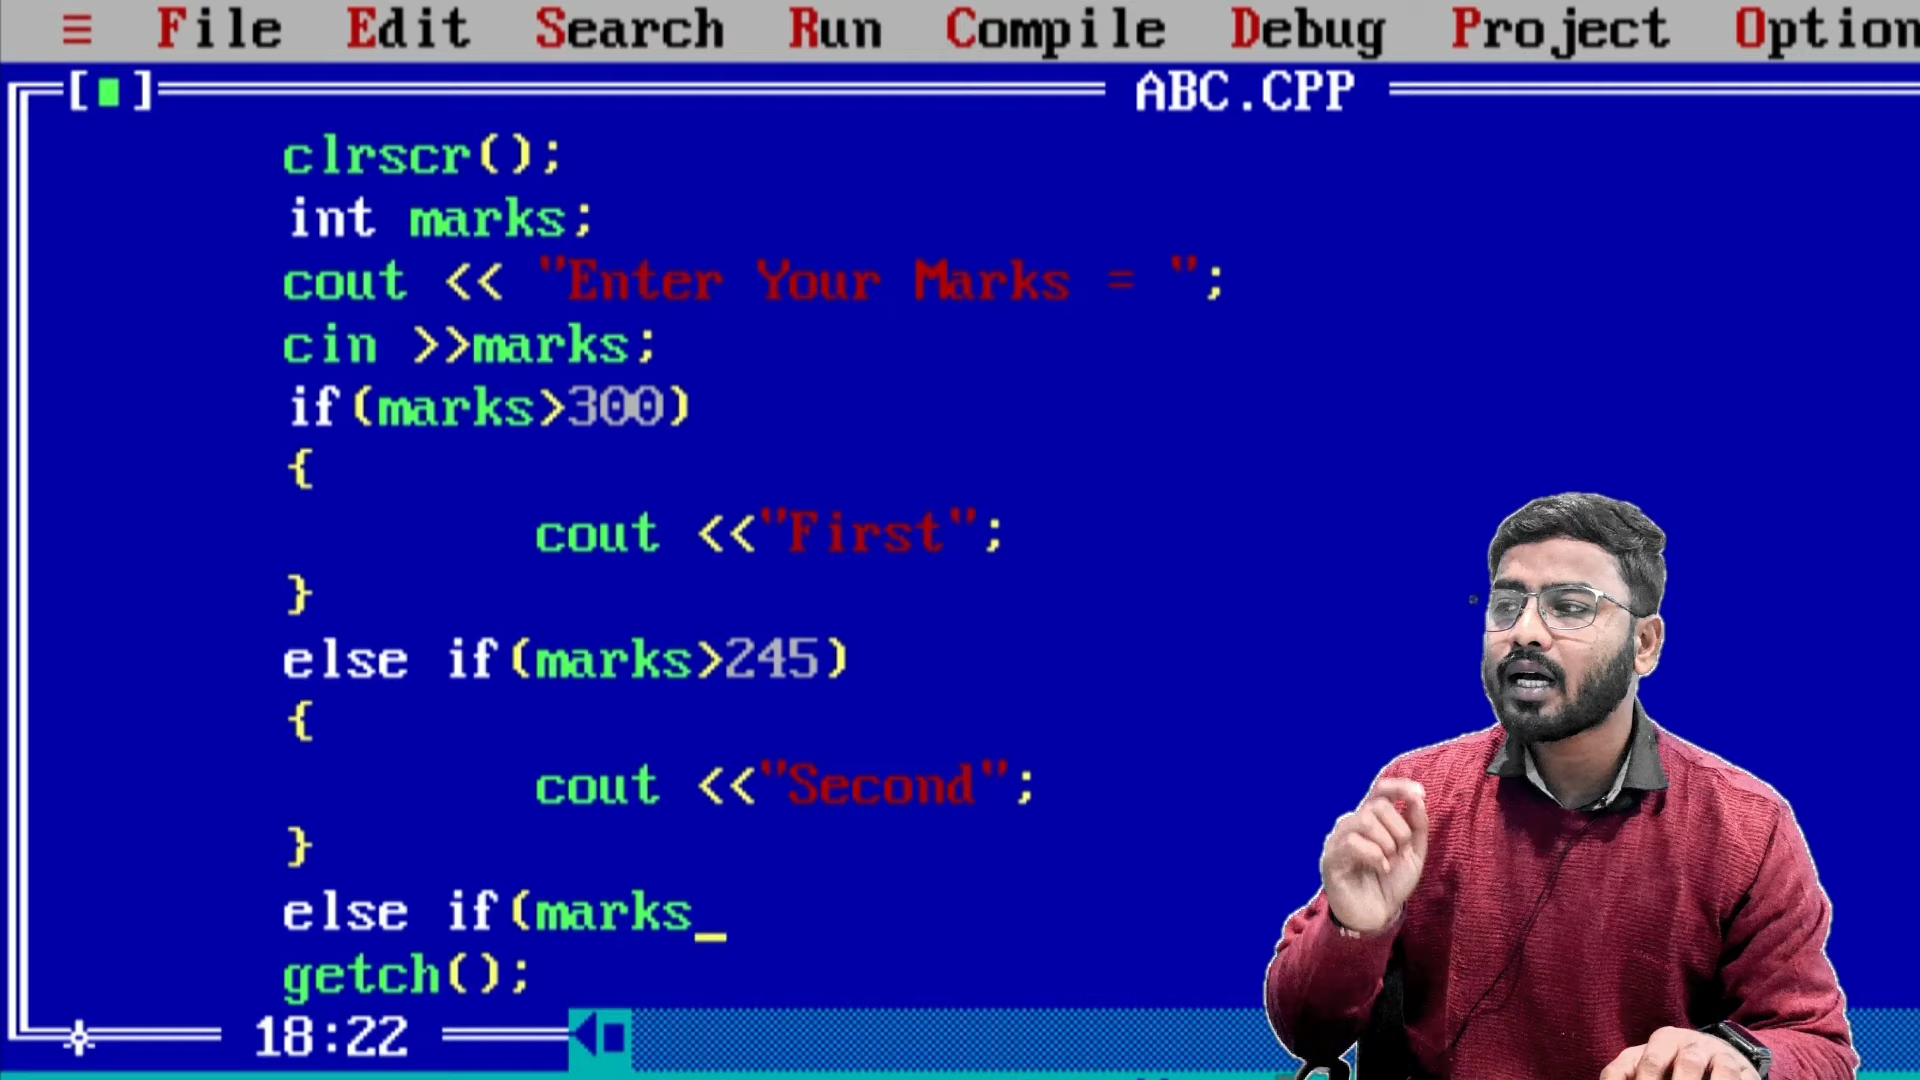 ≡ File Edit Search Run Compile Debug Project Option
[■] ABC.CPP
clrscr();
int marks;
cout << "Enter Your Marks = ";
cin >>marks;
if(marks>300)
{
cout <<"First";
}
else if(marks>245)
{
cout <<"Second";
}
else if(marks_
getch();
18:22